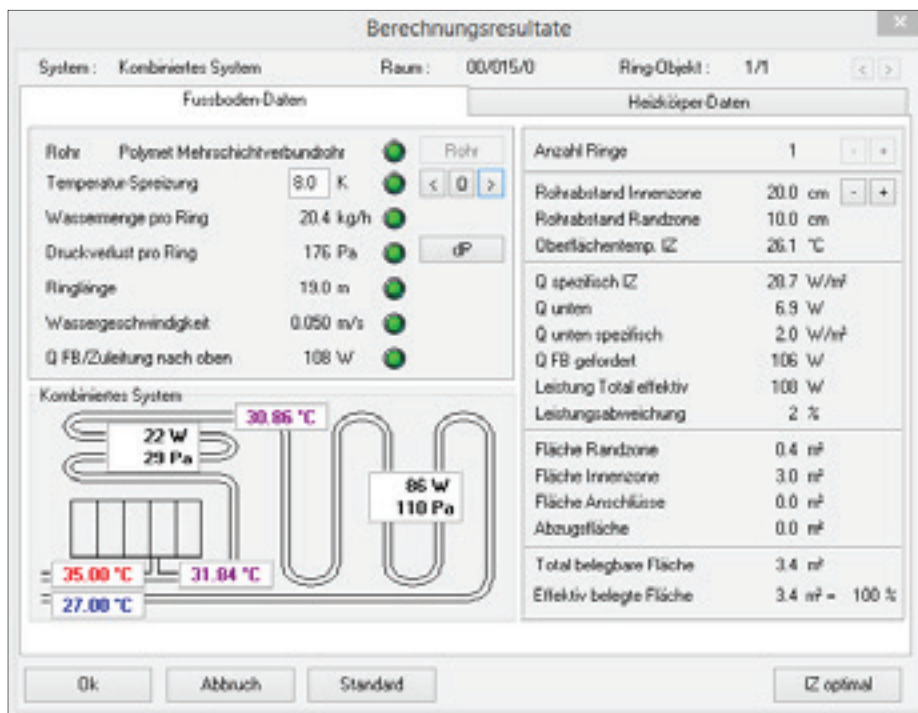 Berechnungsresultate
System : Kombiniertes System Raum : 00/015/0 Ring-Objekt : 1/1 < >
Fussboden-Daten Heizkörper-Daten
Rohr Polymet Mehrschichtverbundrohr Rohr
Temperatur-Spreizung 8.0 K < 0 >
Wassermenge pro Ring 20.4 kg/h
Druckverlust pro Ring 176 Pa dP
Ringlänge 19.0 m
Wassergeschwindigkeit 0.050 m/s
Q FB/Zuleitung nach oben 108 W
Kombiniertes System
30.86 °C
22 W
29 Pa
86 W
110 Pa
35.00 °C 31.84 °C
27.00 °C
Anzahl Ringe 1 - +
Rohrabstand Innenzone 20.0 cm - +
Rohrabstand Randzone 10.0 cm
Oberflächentemp. IZ 26.1 °C
Q spezifisch IZ 28.7 W/m²
Q unten 6.9 W
Q unten spezifisch 2.0 W/m²
Q FB gefordert 106 W
Leistung Total effektiv 108 W
Leistungsabweichung 2 %
Fläche Randzone 0.4 m²
Fläche Innenzone 3.0 m²
Fläche Anschlüsse 0.0 m²
Abzugsfläche 0.0 m²
Total belegbare Fläche 3.4 m²
Effektiv belegte Fläche 3.4 m² = 100 %
Ok Abbruch Standard IZ optimal